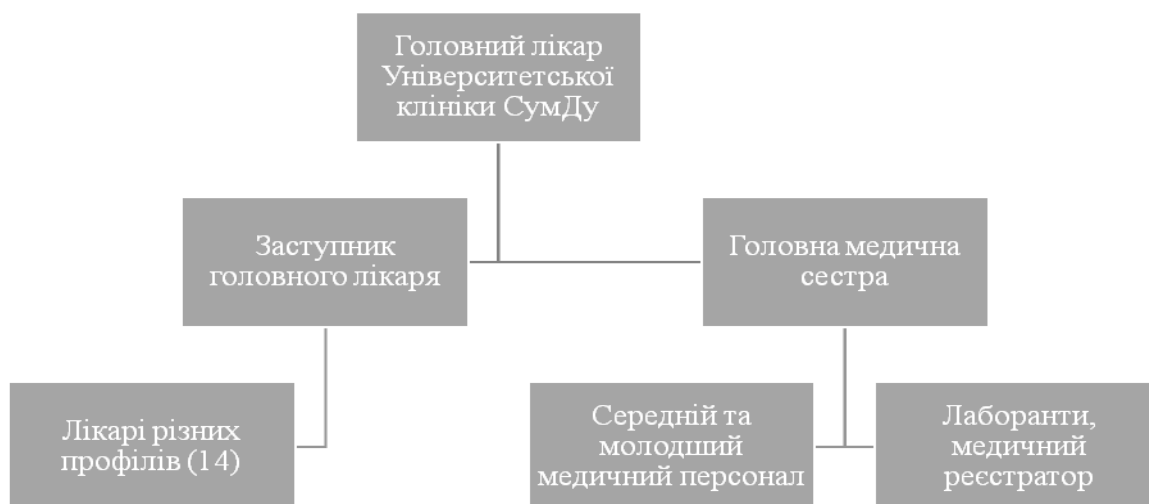 Головний лікар
Університетської
клініки СумДу
Заступник
головного лікаря
Головна медична
сестра
Лікарі різних
профілів (14)
Середній та
молодший
медичний персонал
Лаборанти,
медичний
реєстратор